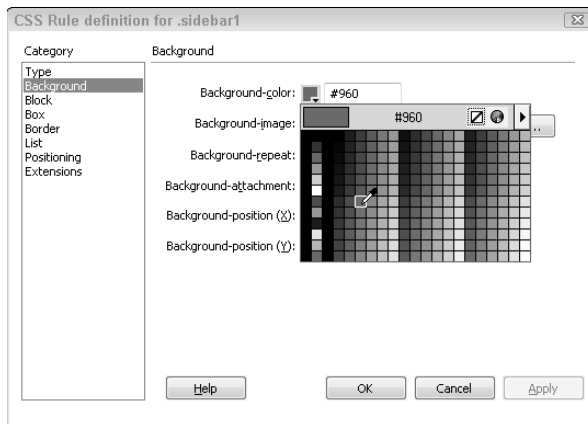 CSS Rule definition for .sidebar1
Category
Background
Type
Background
Block
Box
Border
List
Positioning
Extensions
Background-color:
#960
#960
Background-image:
..
Background-repeat:
Background-attachment:
Background-position (X):
Background-position (Y):
Help
OK
Cancel
Apply